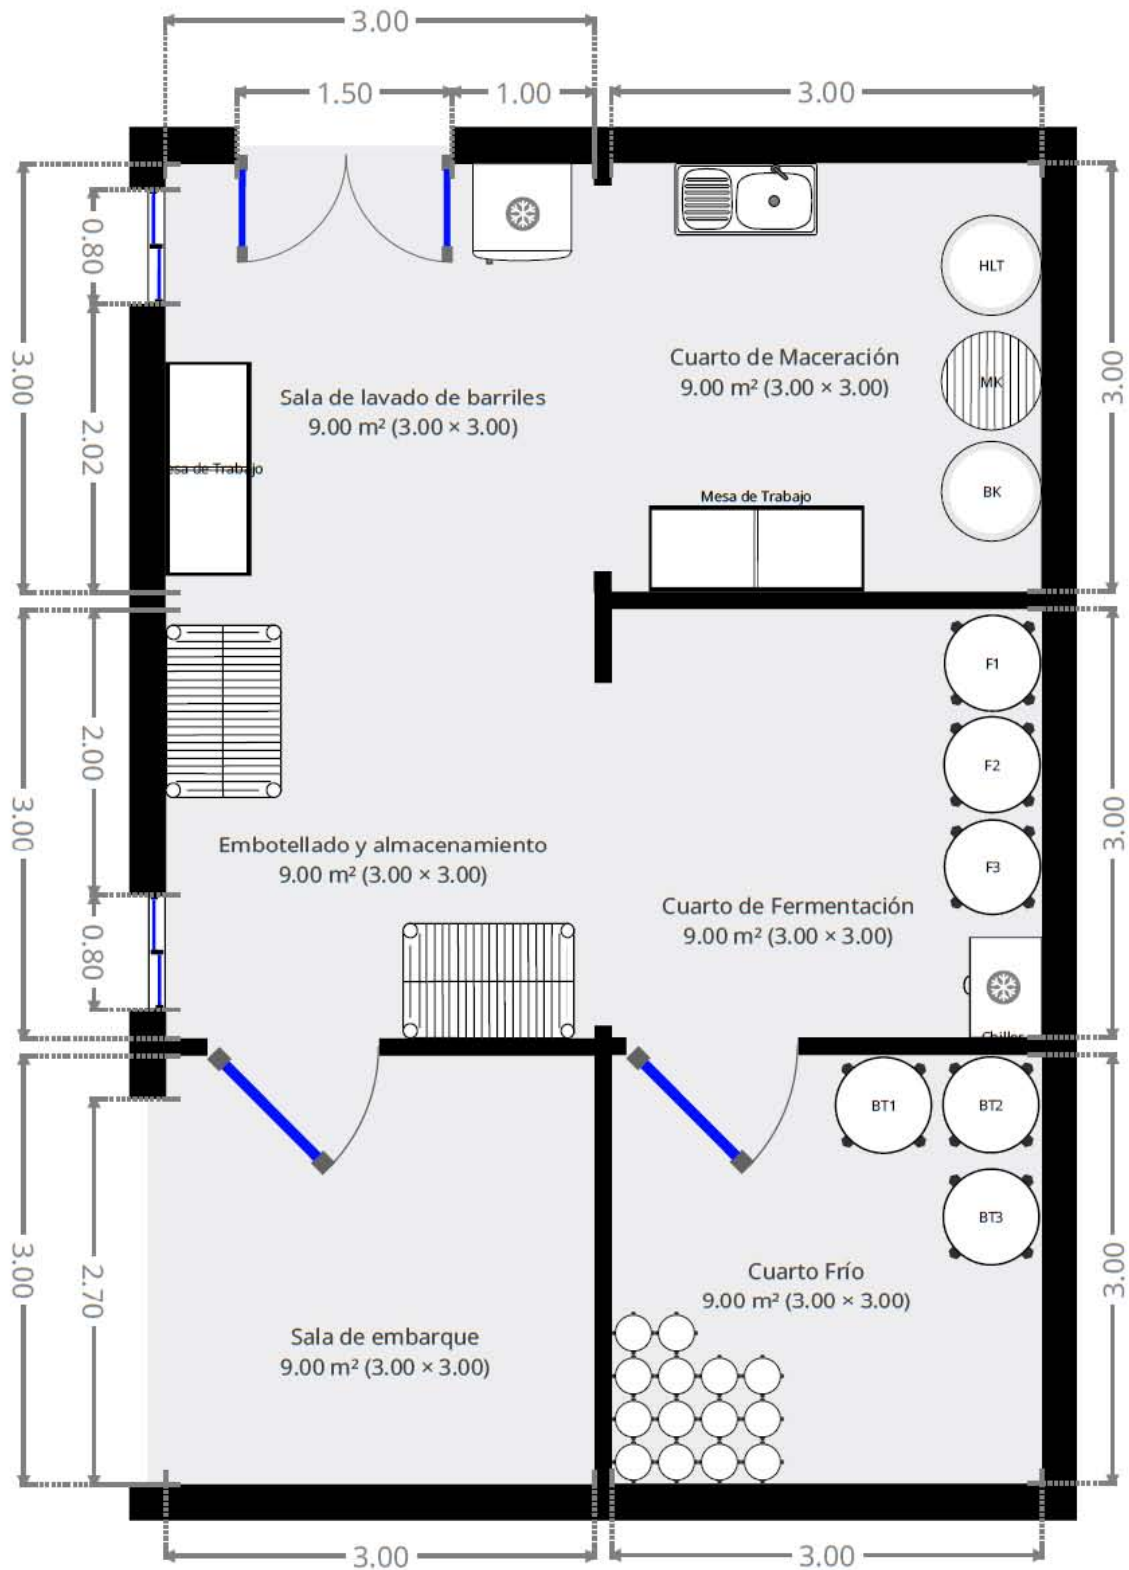 3.00
1.50
1.00
3.00
0.80
3.00
2.02
3.00
HLT
MK
BK
Cuarto de Maceración
9.00 m² (3.00 × 3.00)
Sala de lavado de barriles
9.00 m² (3.00 × 3.00)
esa de Trabajo
Mesa de Trabajo
2.00
3.00
0.80
3.00
F1
F2
F3
Embotellado y almacenamiento
9.00 m² (3.00 × 3.00)
Cuarto de Fermentación
9.00 m² (3.00 × 3.00)
Chiller
BT1
BT2
BT3
3.00
2.70
3.00
Cuarto Frío
9.00 m² (3.00 × 3.00)
Sala de embarque
9.00 m² (3.00 × 3.00)
3.00
3.00